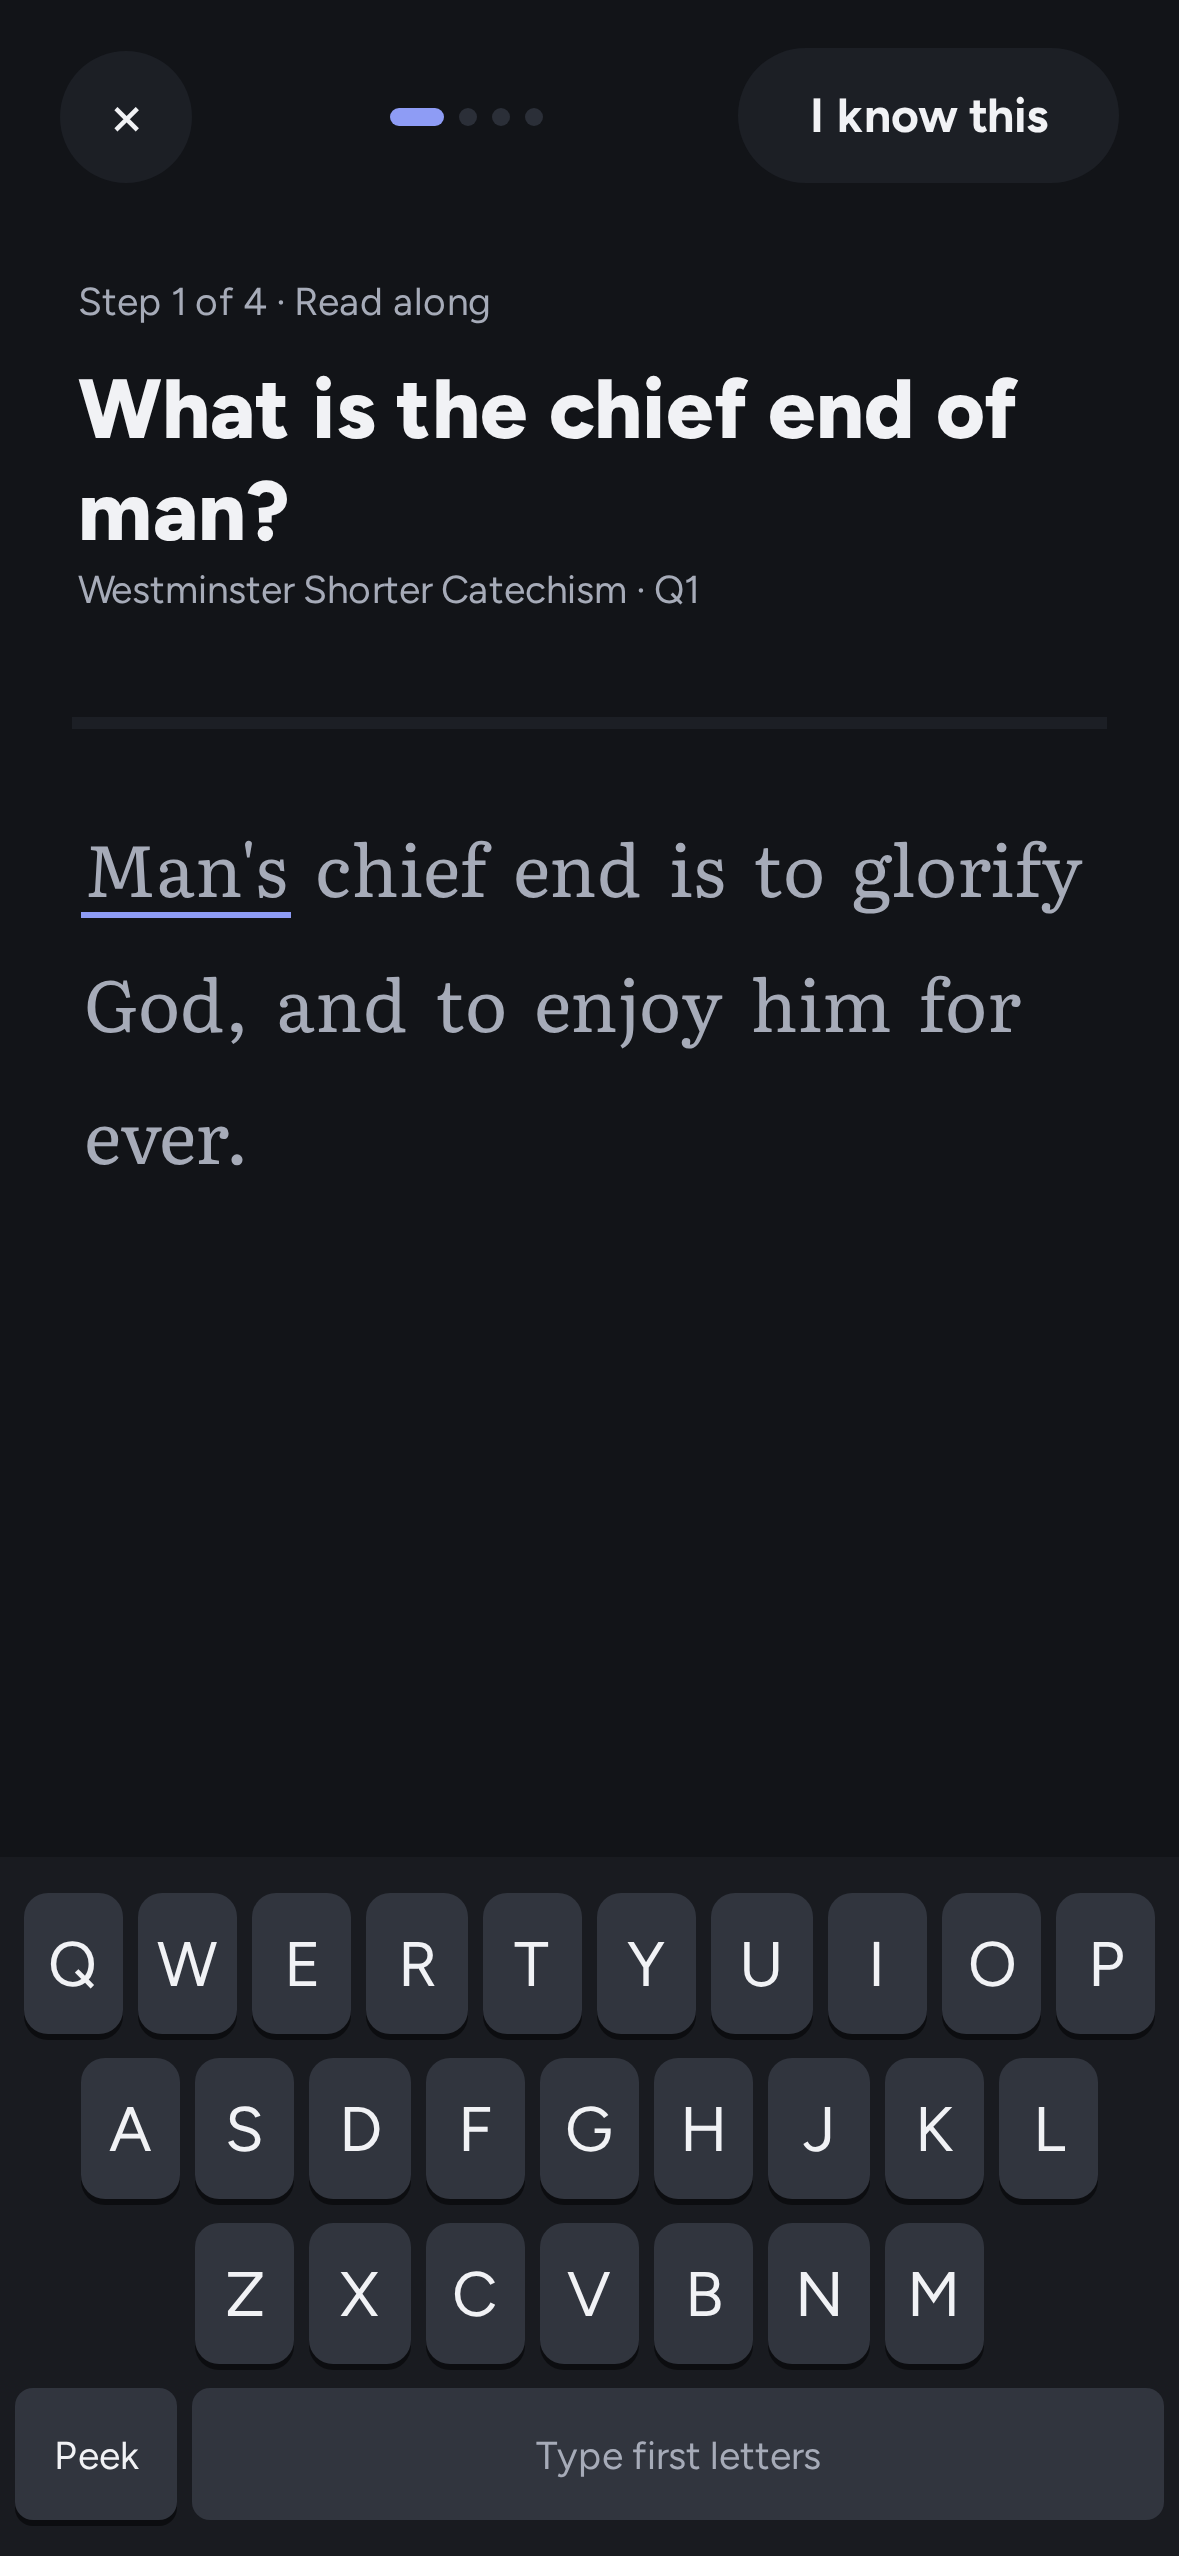 ×
I know this
Step 1 of 4 · Read along
What is the chief end of
man?
Westminster Shorter Catechism · Q1
Man's chief end is to glorify
God, and to enjoy him for
ever.
Q W E R T Y U I O P
A S D F G H J K L
Z X C V B N M
Peek
Type first letters